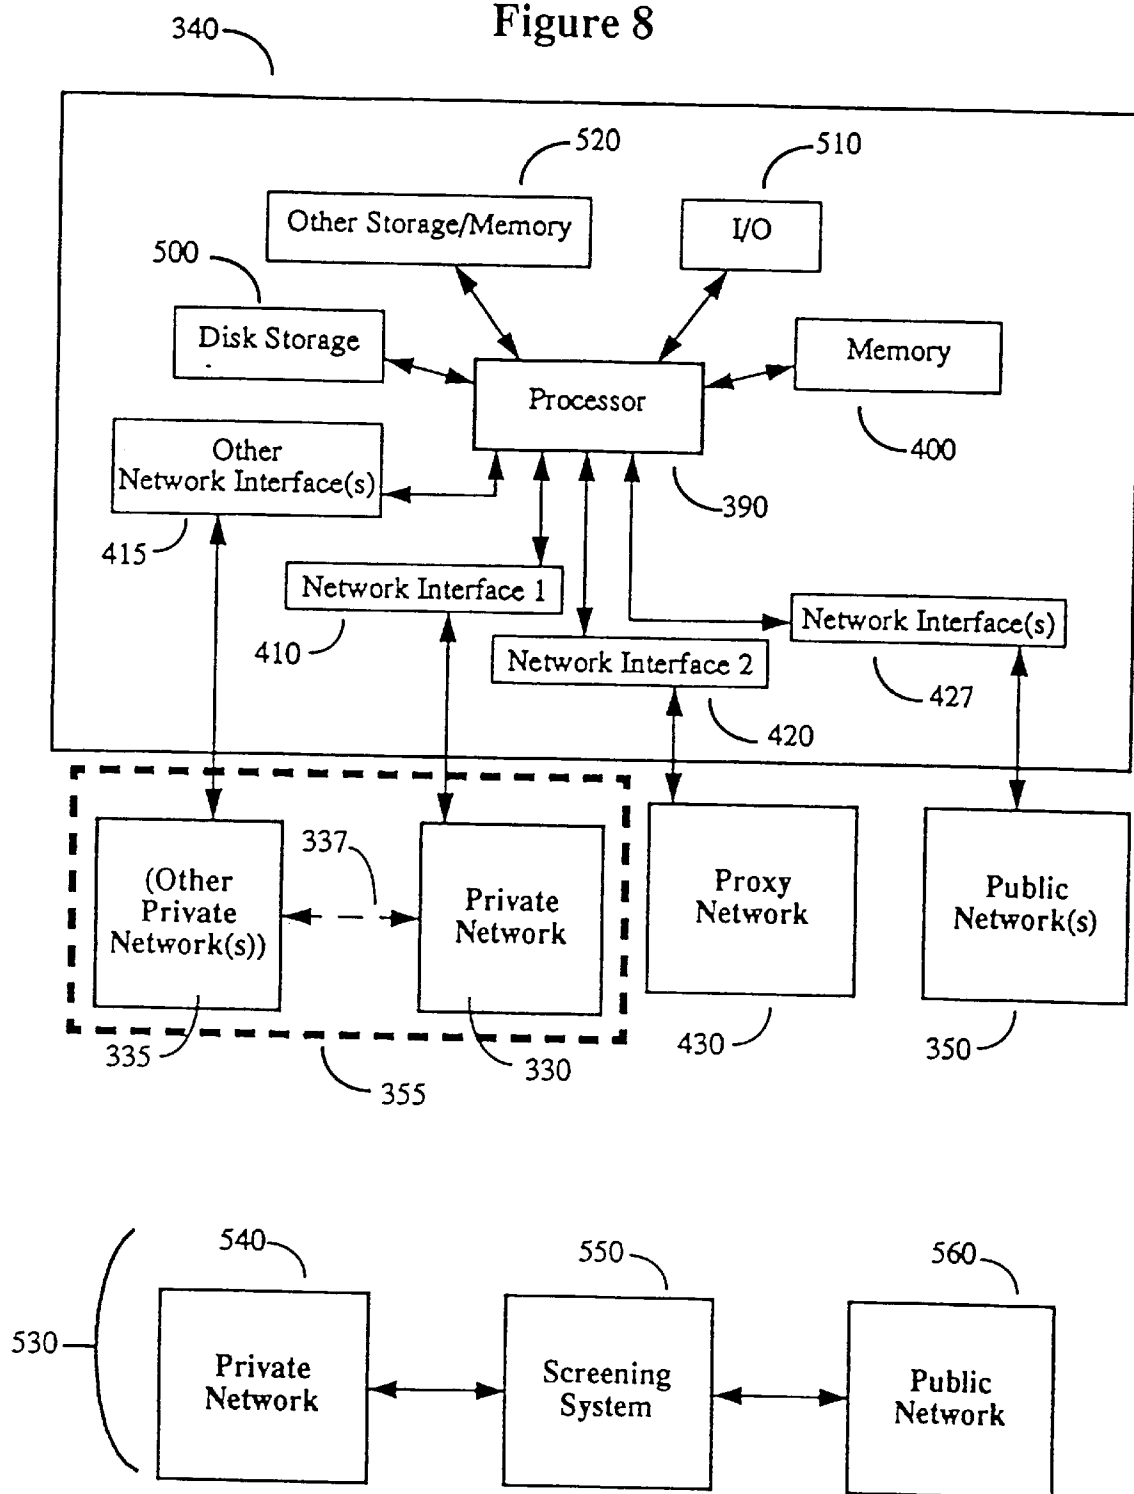 Figure 8
340
520
510
Other Storage/Memory
I/O
500
Disk Storage
Memory
Processor
400
Other
Network Interface(s)
390
415
Network Interface 1
410
Network Interface(s)
Network Interface 2
427
420
337
(Other
Private
Network(s))
Private
Network
Proxy
Network
Public
Network(s)
335
330
355
430
350
540
550
560
530
Private
Network
Screening
System
Public
Network